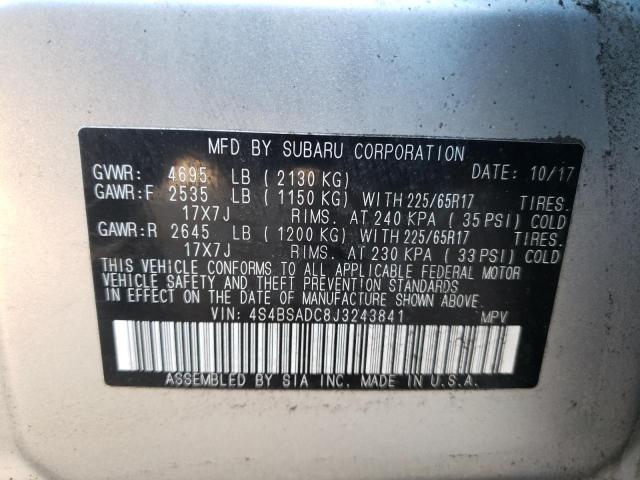 MFD BY SUBARU CORPORATION
GVWR: 4695 LB ( 2130 KG) DATE: 10/17
GAWR:F 2535 LB ( 1150 KG) WITH 225/65R17 TIRES.
17X7J RIMS. AT 240 KPA ( 35 PSI) COLD
GAWR:R 2645 LB ( 1200 KG) WITH 225/65R17 TIRES.
17X7J RIMS. AT 230 KPA ( 33 PSI) COLD
THIS VEHICLE CONFORMS TO ALL APPLICABLE FEDERAL MOTOR
VEHICLE SAFETY AND THEFT PREVENTION STANDARDS
IN EFFECT ON THE DATE OF MANUFACTURE SHOWN ABOVE.
VIN: 4S4BSADC8J3243841 MPV
ASSEMBLED BY SIA INC. MADE IN U.S.A.